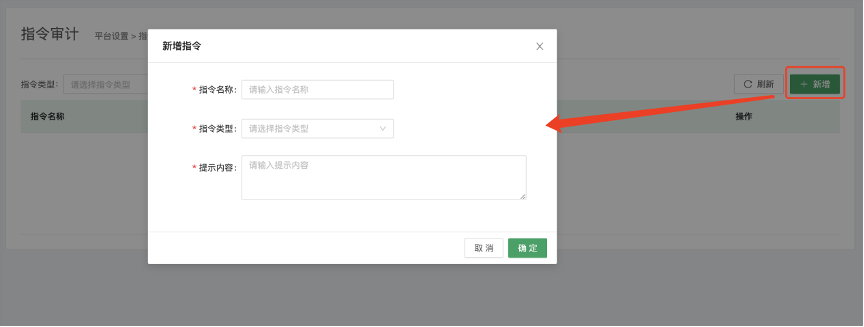 指令审计
平台设置 > 指
新增指令
指令类型: 请选择指令类型
刷新
新增
指令名称
操作
* 指令名称: 请输入指令名称
* 指令类型: 请选择指令类型
* 提示内容: 请输入提示内容
取 消
确 定